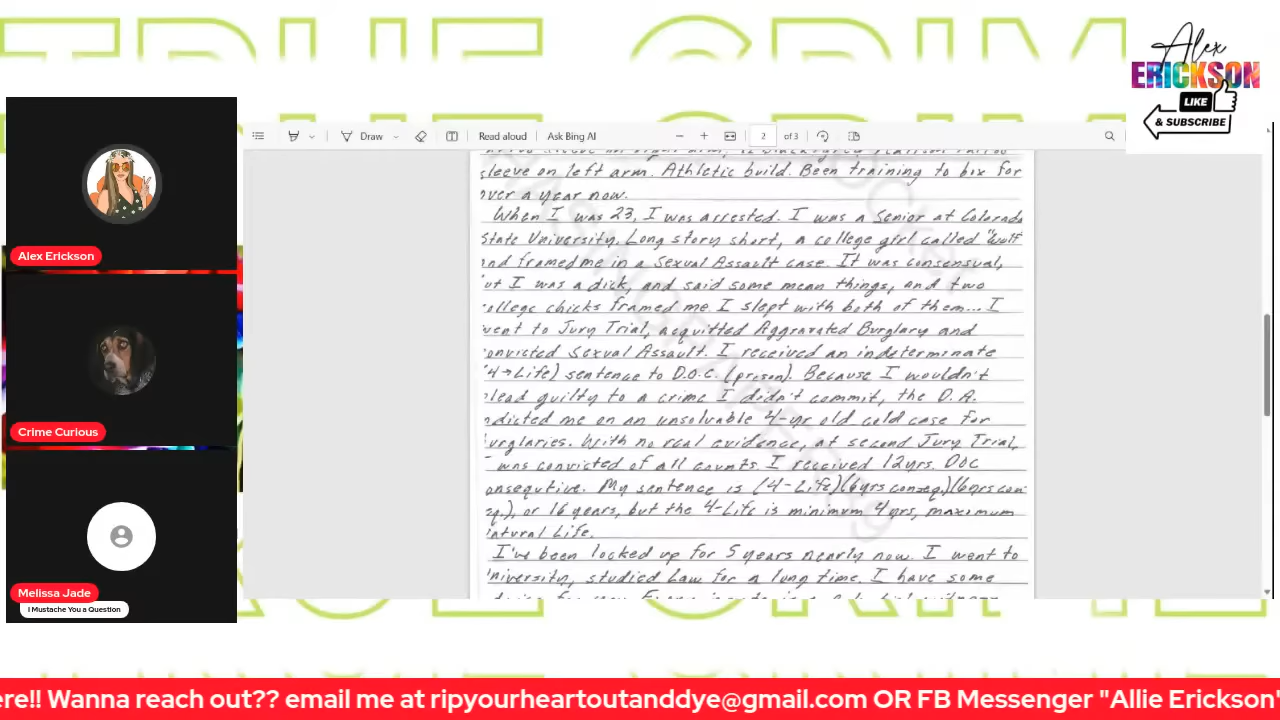 TRUE CRIM
Alex
ERICKSON
LIKE
& SUBSCRIBE
Draw
Read aloud
Ask Bing AI
2
of 3
Alex Erickson
Crime Curious
Melissa Jade
I Mustache You a Question
sleeve on left arm. Athletic build. Been training to box for
over a year now.
When I was 23, I was arrested. I was a Senior at Colorado
State University. Long story short, a college girl called "wolf"
and framed me in a Sexual Assault case. It was consensual,
but I was a dick, and said some mean things, and two
college chicks framed me. I slept with both of them... I
went to Jury Trial, acquitted Aggravated Burglary and
convicted Sexual Assault. I received an indeterminate
(4→Life) sentence to D.O.C. (prison). Because I wouldn't
plead guilty to a crime I didn't commit, the D.A.
indicted me on an unsolvable 4-yr old cold case for
burglaries. With no real evidence, at second Jury Trial,
I was convicted of all counts. I received 12yrs. DOC
onsequtive. My sentence is (4-Life)(6yrs conseq.)(6yrs con-
eq.), or 16 years, but the 4-Life is minimum 4yrs, maximum
natural Life.
I've been locked up for 5 years nearly now. I went to
University, studied Law for a long time. I have some
ere!! Wanna reach out?? email me at ripyourheartoutanddye@gmail.com OR FB Messenger "Allie Erickson"